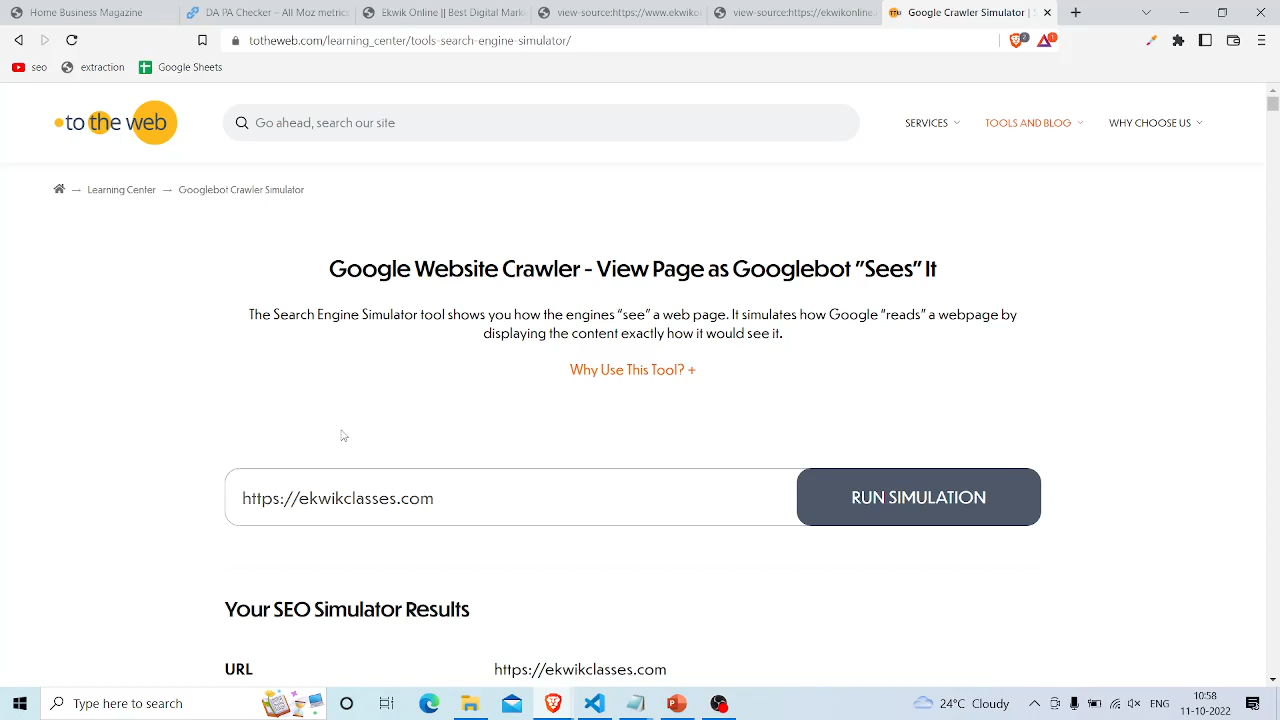 Home Business Magazine
DA PA Checker – All Moz metrics
Ekwik Online || Best Digital Mark
view-source:https://www.ekwiko
view-source:https://ekwikonline.
Google Crawler Simulator |
totheweb.com/learning_center/tools-search-engine-simulator/
2
1
seo
extraction
Google Sheets
to the web
Go ahead, search our site
SERVICES
TOOLS AND BLOG
WHY CHOOSE US
Learning Center → Googlebot Crawler Simulator
Google Website Crawler - View Page as Googlebot "Sees" It
The Search Engine Simulator tool shows you how the engines “see” a web page. It simulates how Google “reads” a webpage by
displaying the content exactly how it would see it.
Why Use This Tool? +
https://ekwikclasses.com
RUN SIMULATION
Your SEO Simulator Results
URL
https://ekwikclasses.com
Type here to search
24°C Cloudy
ENG
10:58
11-10-2022